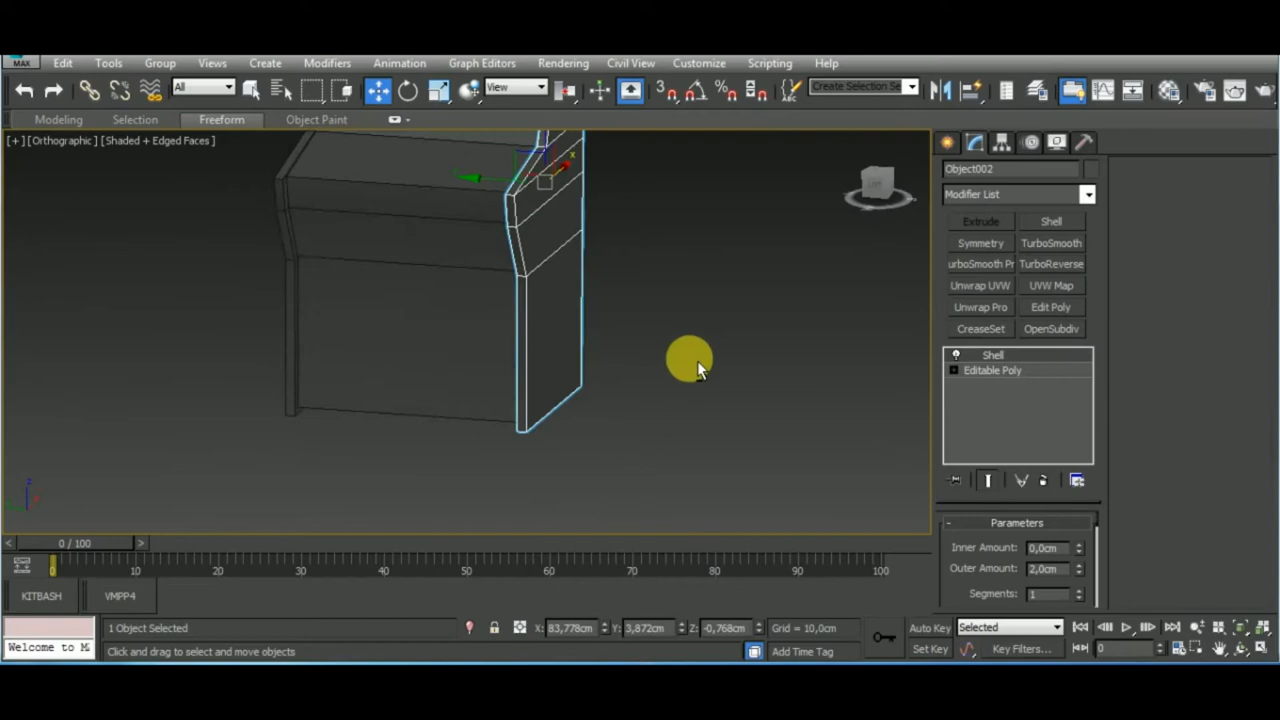 MAX Edit Tools Group Views Create Modifiers Animation Graph Editors Rendering Civil View Customize Scripting Help
All View 3 % ABC Create Selection Se
Modeling Selection Freeform Object Paint
[+] [Orthographic] [Shaded + Edged Faces]
x
z
Object002
Modifier List
Extrude Shell
Symmetry TurboSmooth
urboSmooth Pr TurboReverse
Unwrap UVW UVW Map
Unwrap Pro Edit Poly
CreaseSet OpenSubdiv
Shell
Editable Poly
- Parameters
Inner Amount: 0,0cm
Outer Amount: 2,0cm
Segments: 1
< 0 / 100 >
0 10 20 30 40 50 60 70 80 90 100
KITBASH VMPP4
1 Object Selected X: 83,778cm Y: 3,872cm Z: -0,768cm Grid = 10,0cm Auto Key Selected
Welcome to M Click and drag to select and move objects Add Time Tag Set Key Key Filters... 0